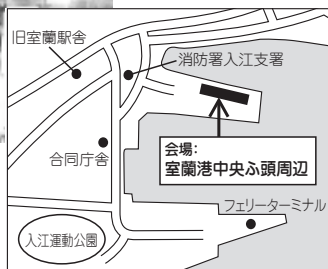 旧室蘭駅舎
消防署入江支署
合同庁舎
会場:
室蘭港中央ふ頭周辺
フェリーターミナル
入江運動公園